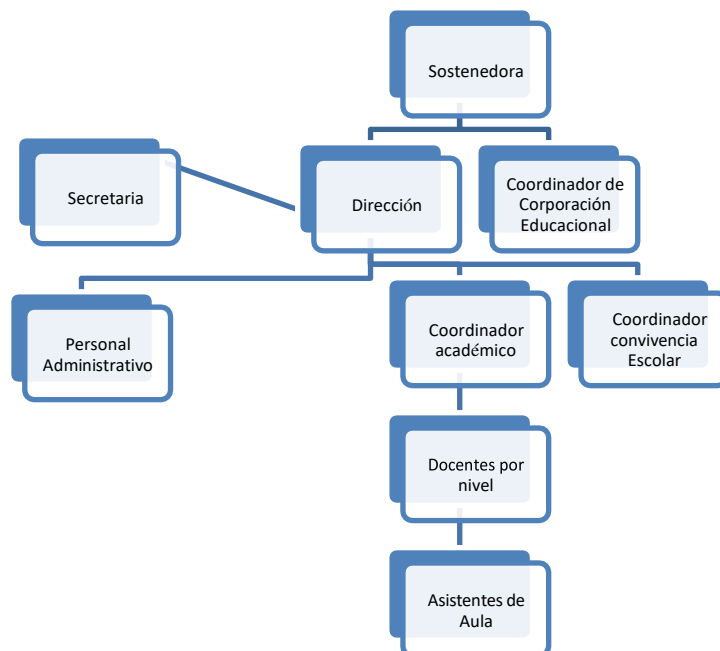 Sostenedora
Secretaria
Dirección
Coordinador de
Corporación
Educacional
Personal
Administrativo
Coordinador
académico
Coordinador
convivencia
Escolar
Docentes por
nivel
Asistentes de
Aula